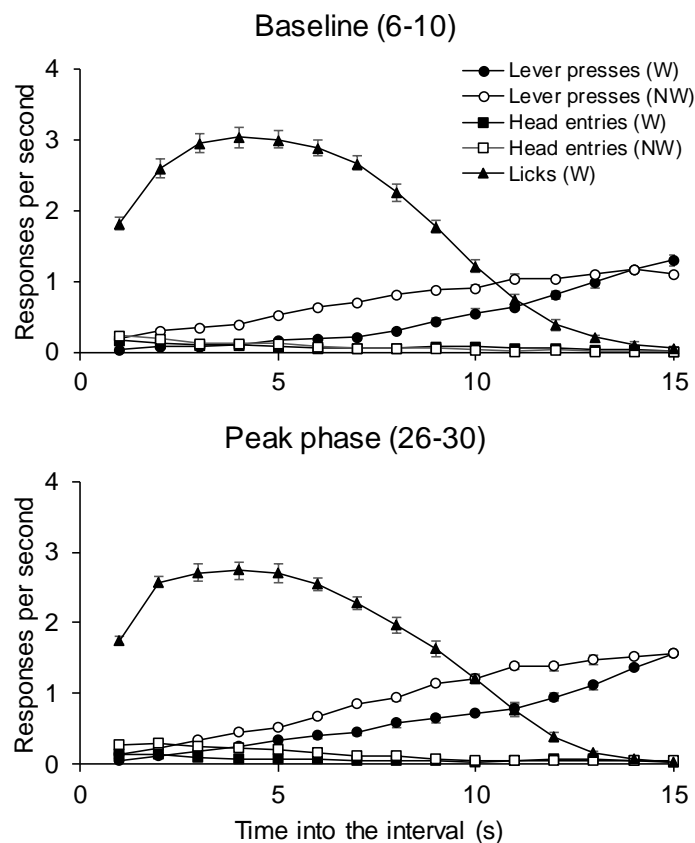 Baseline (6-10)
4
3
2
1
0
0
5
10
15
Responses per second
Lever presses (W)
Lever presses (NW)
Head entries (W)
Head entries (NW)
Licks (W)
Peak phase (26-30)
4
3
2
1
0
0
5
10
15
Responses per second
Time into the interval (s)